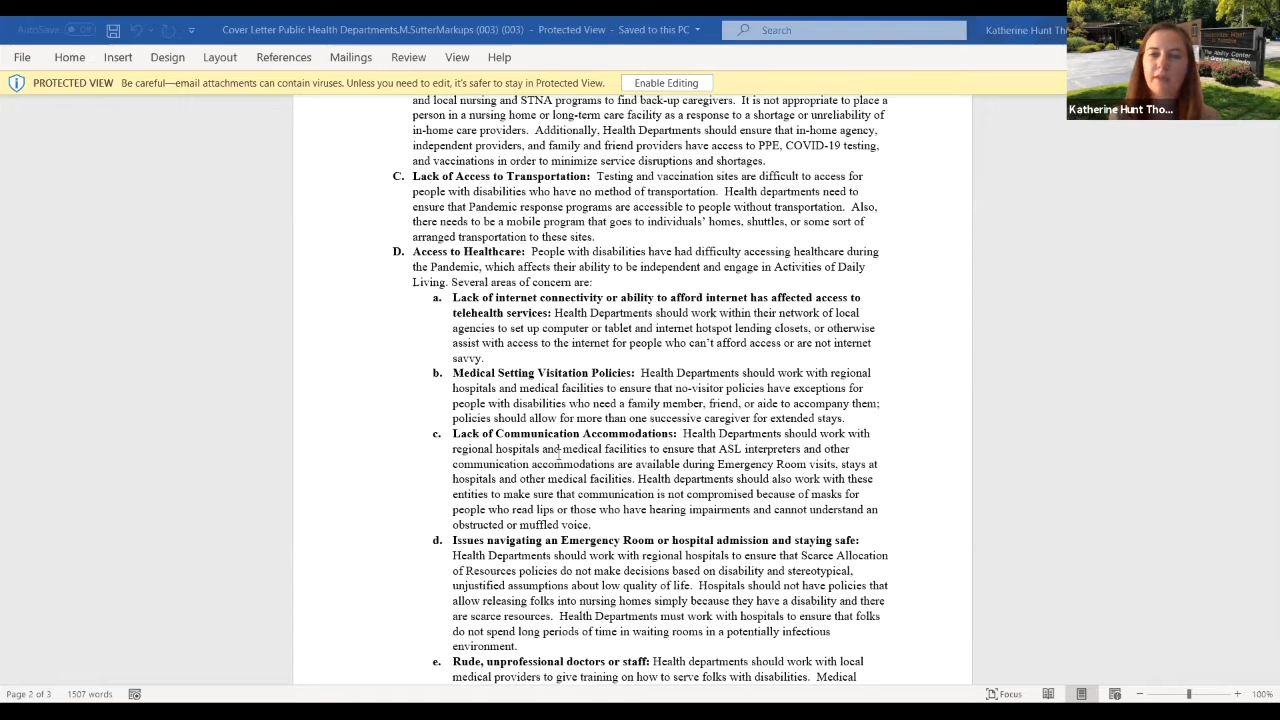 AutoSave Off
Cover Letter Public Health Departments.M.SutterMarkups (003) (003) - Protected View - Saved to this PC
Search
Katherine Hunt Th
File Home Insert Design Layout References Mailings Review View Help
PROTECTED VIEW Be careful—email attachments can contain viruses. Unless you need to edit, it's safer to stay in Protected View.
Enable Editing
The Ability Center
of Greater Toledo
Katherine Hunt Tho...
and local nursing and STNA programs to find back-up caregivers. It is not appropriate to place a
person in a nursing home or long-term care facility as a response to a shortage or unreliability of
in-home care providers. Additionally, Health Departments should ensure that in-home agency,
independent providers, and family and friend providers have access to PPE, COVID-19 testing,
and vaccinations in order to minimize service disruptions and shortages.
C. Lack of Access to Transportation: Testing and vaccination sites are difficult to access for
people with disabilities who have no method of transportation. Health departments need to
ensure that Pandemic response programs are accessible to people without transportation. Also,
there needs to be a mobile program that goes to individuals' homes, shuttles, or some sort of
arranged transportation to these sites.
D. Access to Healthcare: People with disabilities have had difficulty accessing healthcare during
the Pandemic, which affects their ability to be independent and engage in Activities of Daily
Living. Several areas of concern are:
a. Lack of internet connectivity or ability to afford internet has affected access to
telehealth services: Health Departments should work within their network of local
agencies to set up computer or tablet and internet hotspot lending closets, or otherwise
assist with access to the internet for people who can't afford access or are not internet
savvy.
b. Medical Setting Visitation Policies: Health Departments should work with regional
hospitals and medical facilities to ensure that no-visitor policies have exceptions for
people with disabilities who need a family member, friend, or aide to accompany them;
policies should allow for more than one successive caregiver for extended stays.
c. Lack of Communication Accommodations: Health Departments should work with
regional hospitals and medical facilities to ensure that ASL interpreters and other
communication accommodations are available during Emergency Room visits, stays at
hospitals and other medical facilities. Health departments should also work with these
entities to make sure that communication is not compromised because of masks for
people who read lips or those who have hearing impairments and cannot understand an
obstructed or muffled voice.
d. Issues navigating an Emergency Room or hospital admission and staying safe:
Health Departments should work with regional hospitals to ensure that Scarce Allocation
of Resources policies do not make decisions based on disability and stereotypical,
unjustified assumptions about low quality of life. Hospitals should not have policies that
allow releasing folks into nursing homes simply because they have a disability and there
are scarce resources. Health Departments must work with hospitals to ensure that folks
do not spend long periods of time in waiting rooms in a potentially infectious
environment.
e. Rude, unprofessional doctors or staff: Health departments should work with local
medical providers to give training on how to serve folks with disabilities. Medical
Page 2 of 3 1507 words
Focus
100%